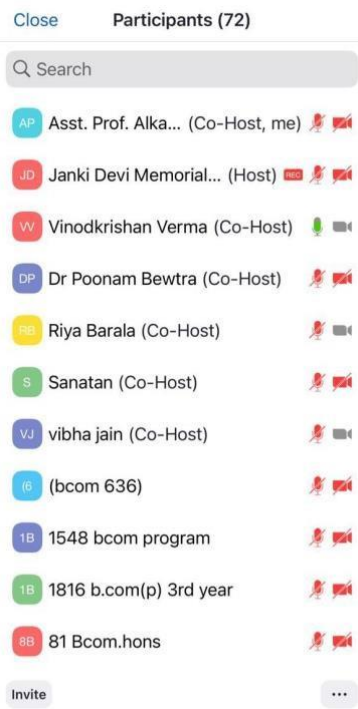 Close Participants (72)
Search
AP Asst. Prof. Alka... (Co-Host, me)
JD Janki Devi Memorial... (Host) REC
VV Vinodkrishan Verma (Co-Host)
DP Dr Poonam Bewtra (Co-Host)
RB Riya Barala (Co-Host)
S Sanatan (Co-Host)
VJ vibha jain (Co-Host)
(6 (bcom 636)
1B 1548 bcom program
1B 1816 b.com(p) 3rd year
8B 81 Bcom.hons
Invite ...